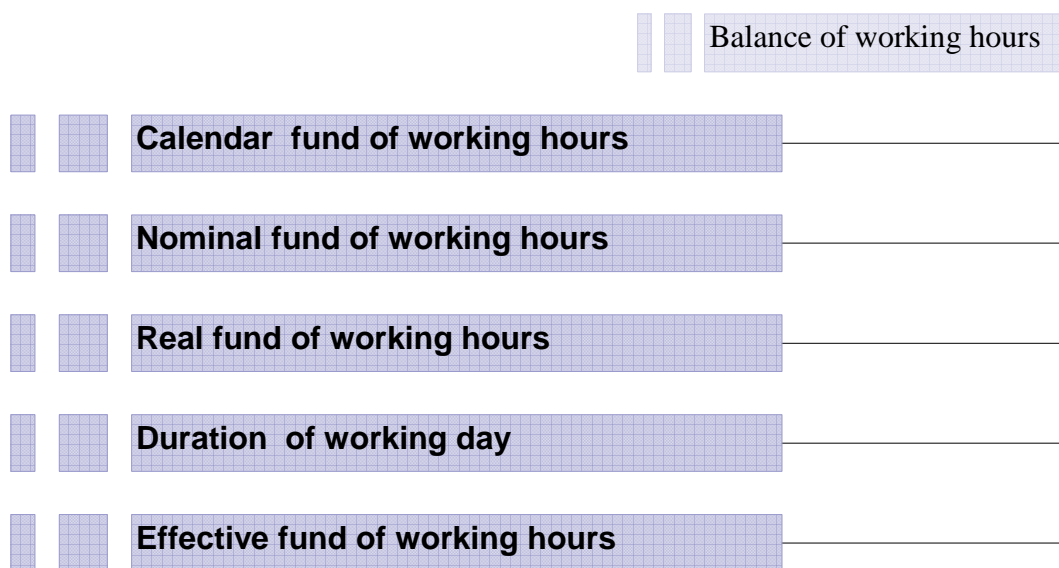 Balance of working hours
Calendar  fund of working hours
Nominal fund of working hours
Real fund of working hours
Duration  of working day
Effective fund of working hours